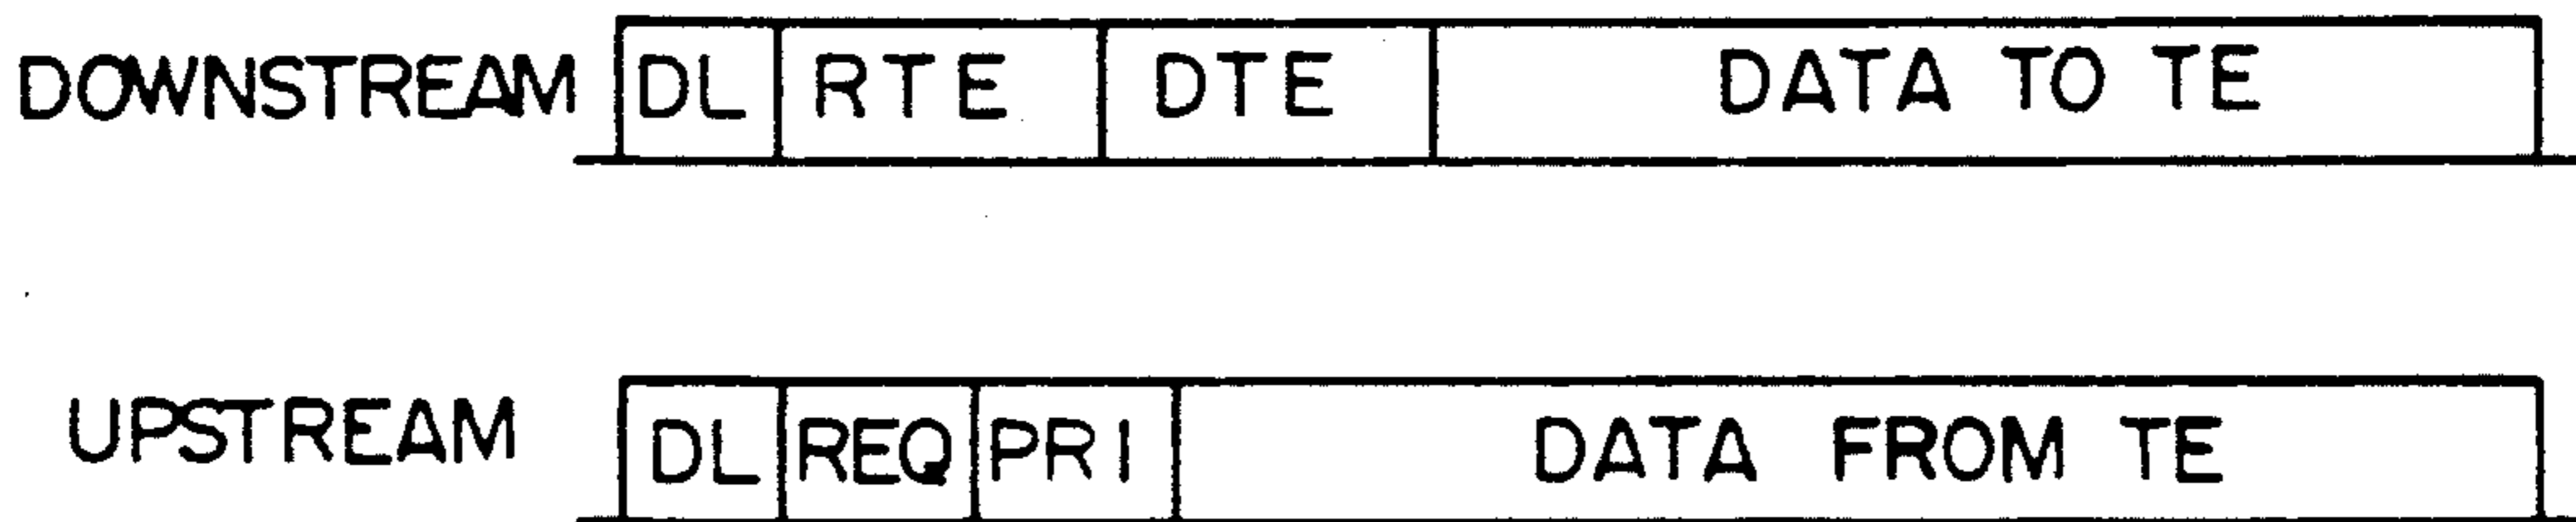 DOWNSTREAM DL RTE DTE DATA TO TE
UPSTREAM DL REQ PRI DATA FROM TE